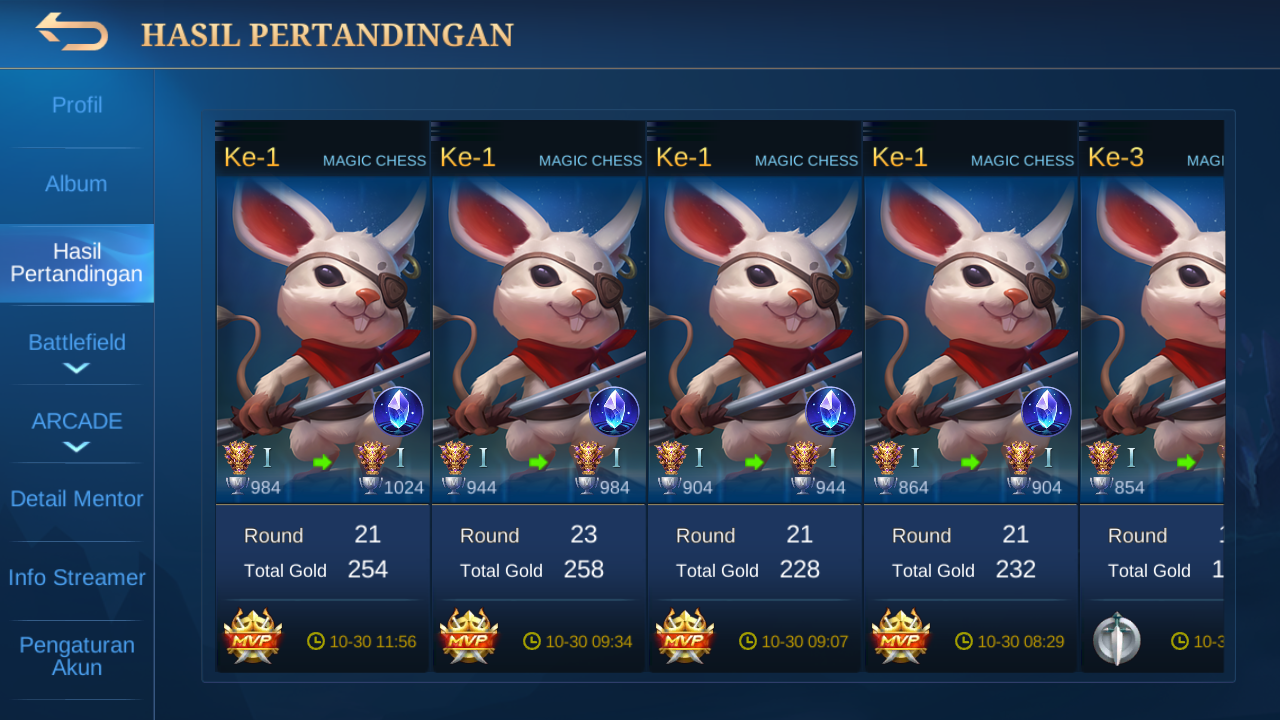 HASIL PERTANDINGAN
Profil
Album
Hasil
Pertandingan
Battlefield
ARCADE
Detail Mentor
Info Streamer
Pengaturan
Akun
Ke-1 MAGIC CHESS
I I
984 1024
Round 21
Total Gold 254
MVP 10-30 11:56
Ke-1 MAGIC CHESS
I I
944 984
Round 23
Total Gold 258
MVP 10-30 09:34
Ke-1 MAGIC CHESS
I I
904 944
Round 21
Total Gold 228
MVP 10-30 09:07
Ke-1 MAGIC CHESS
I I
864 904
Round 21
Total Gold 232
MVP 10-30 08:29
Ke-3
I
854
Round
Total Gold